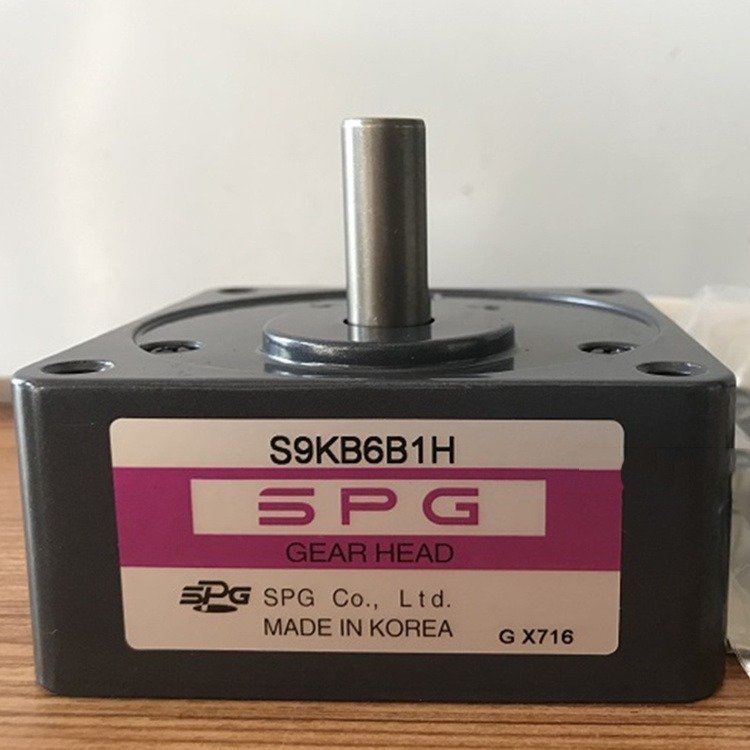 S9KB6B1H
SPG
GEAR HEAD
SPG SPG Co., Ltd.
MADE IN KOREA
G X716